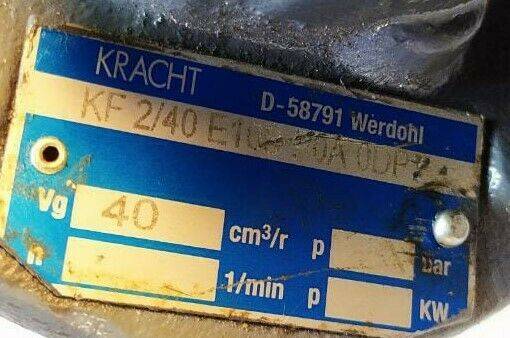 KRACHT D-58791 Werdohl
KF 2/40
Vg 40 cm³/r p bar
n 1/min p KW